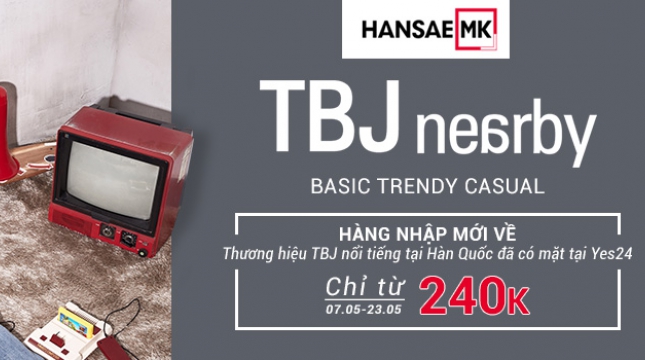 HANSAE MK
TBJ nearby
BASIC TRENDY CASUAL
HÀNG NHẬP MỚI VỀ
Thương hiệu TBJ nổi tiếng tại Hàn Quốc đã có mặt tại Yes24
Chỉ từ
07.05-23.05
240K